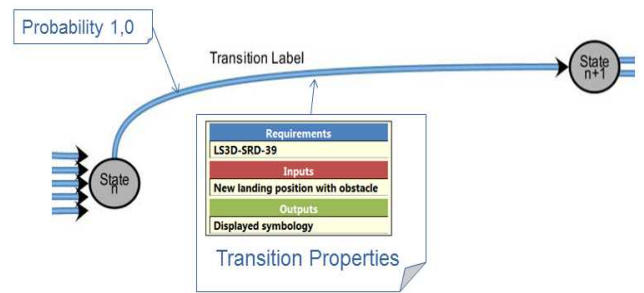 Probability 1,0
Transition Label
State
n+1
Requirements
LS3D-SRD-39
Inputs
New landing position with obstacle
Outputs
Displayed symbology
State
n
Transition Properties